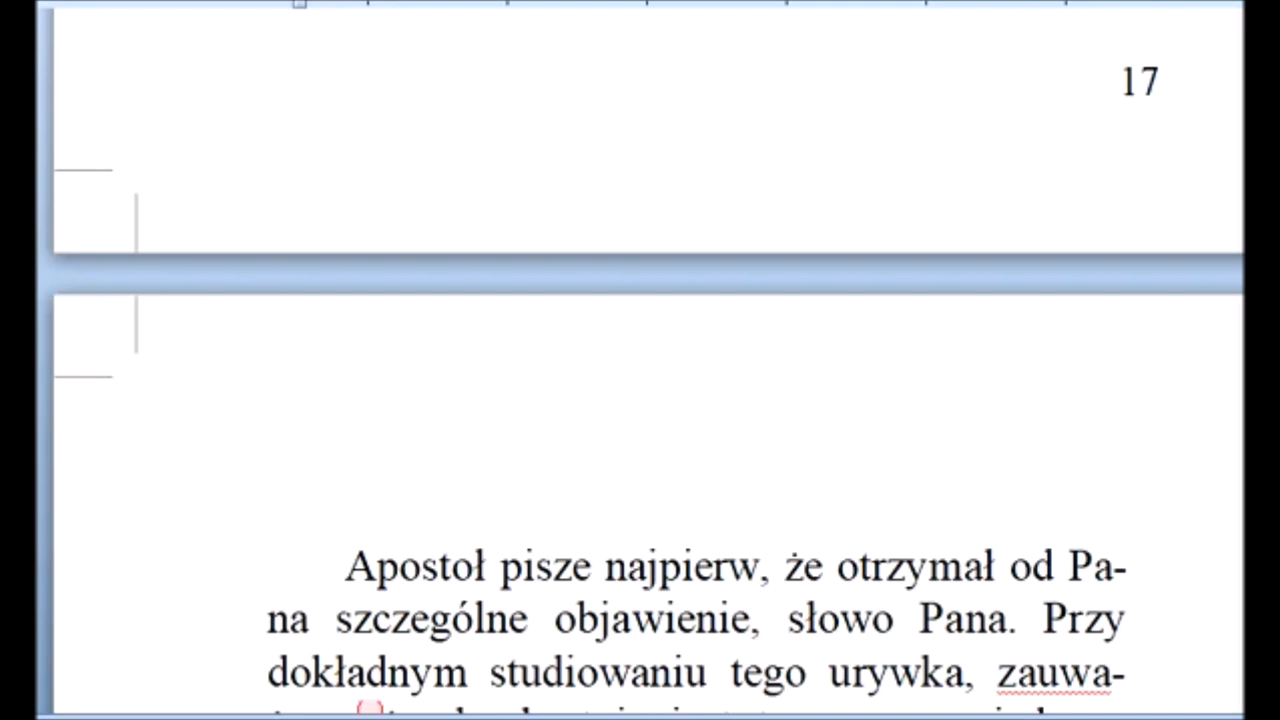 17
Apostoł pisze najpierw, że otrzymał od Pa-
na szczególne objawienie, słowo Pana. Przy
dokładnym studiowaniu tego urywka, zauwa-